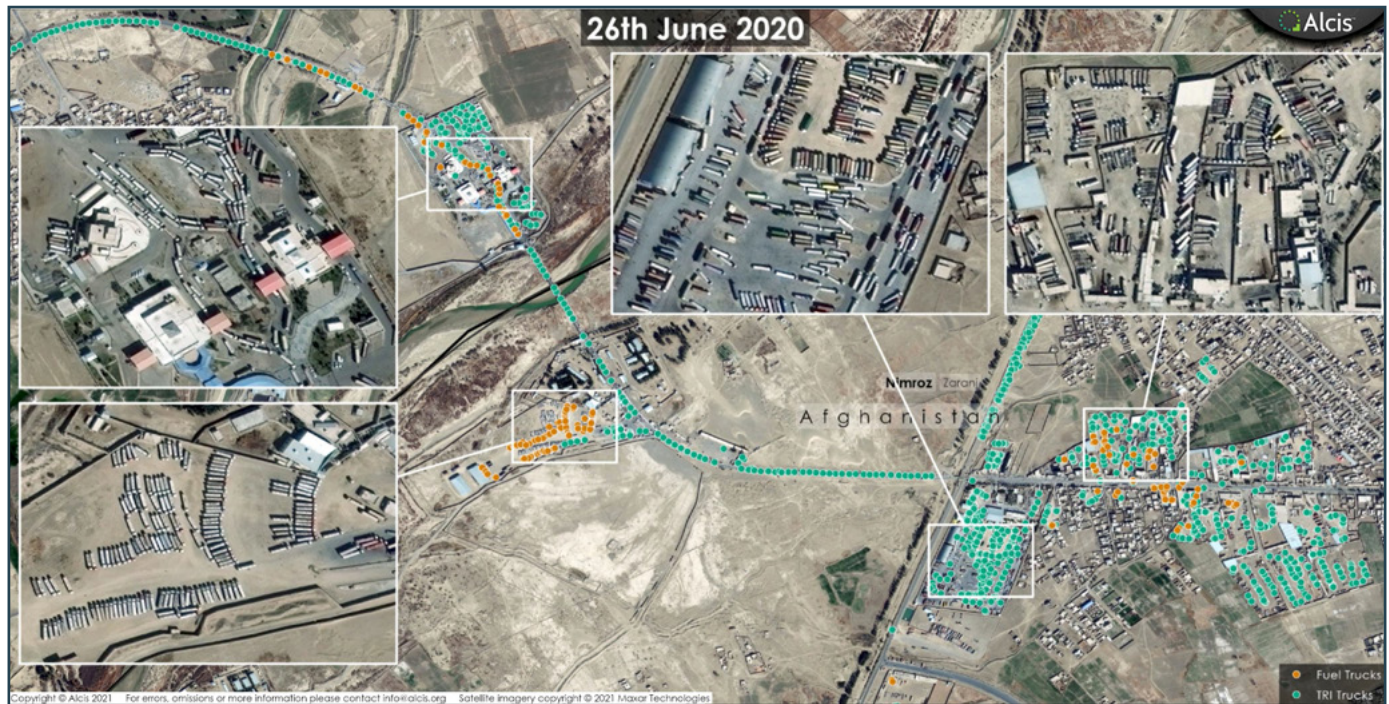 26th June 2020
Alcis
Nimroz | Zaranj
Afghanistan
Fuel Trucks
TRI Trucks
Copyright © Alcis 2021 For errors, omissions or more information please contact info@alcis.org Satellite imagery copyright © 2021 Maxar Technologies